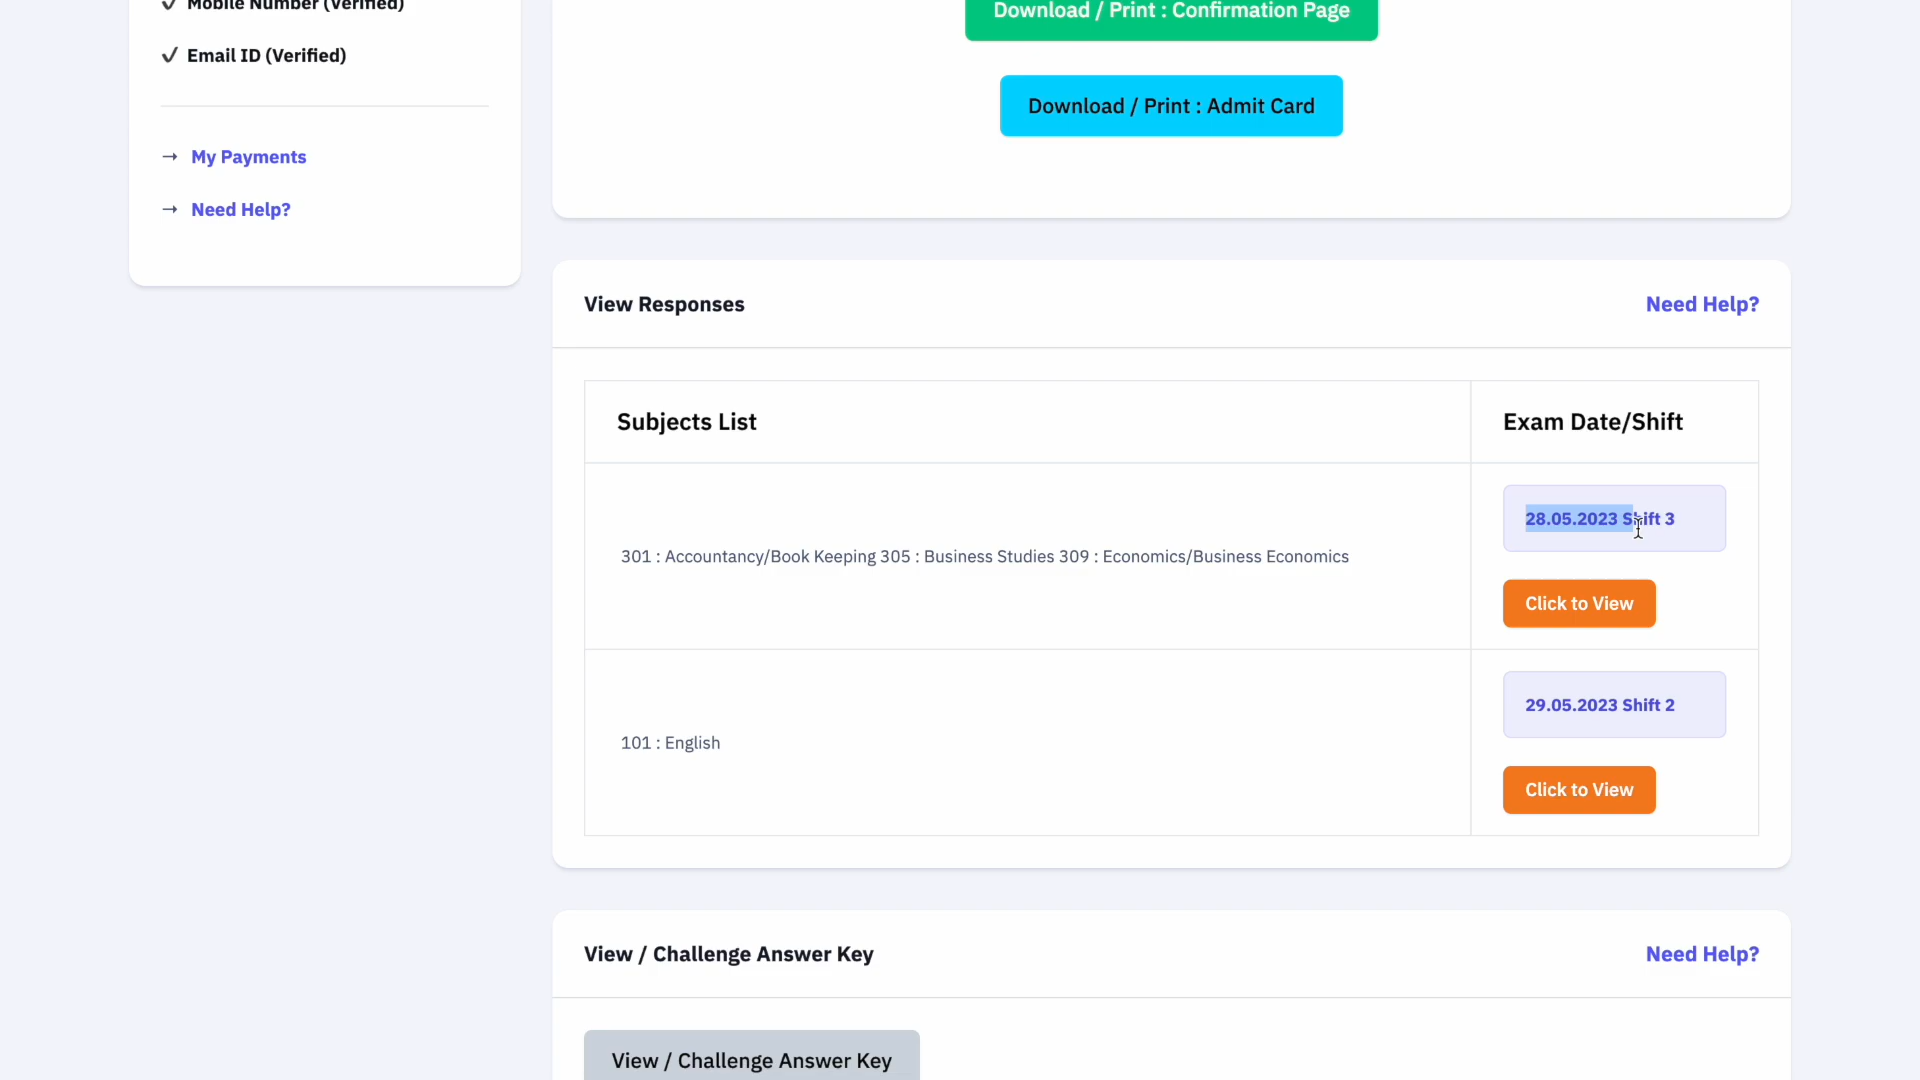 Mobile Number (Verified)
Email ID (Verified)
→ My Payments
→ Need Help?
Download / Print : Confirmation Page
Download / Print : Admit Card
View Responses
Need Help?
Subjects List
Exam Date/Shift
301 : Accountancy/Book Keeping 305 : Business Studies 309 : Economics/Business Economics
28.05.2023 Shift 3
Click to View
101 : English
29.05.2023 Shift 2
Click to View
View / Challenge Answer Key
Need Help?
View / Challenge Answer Key